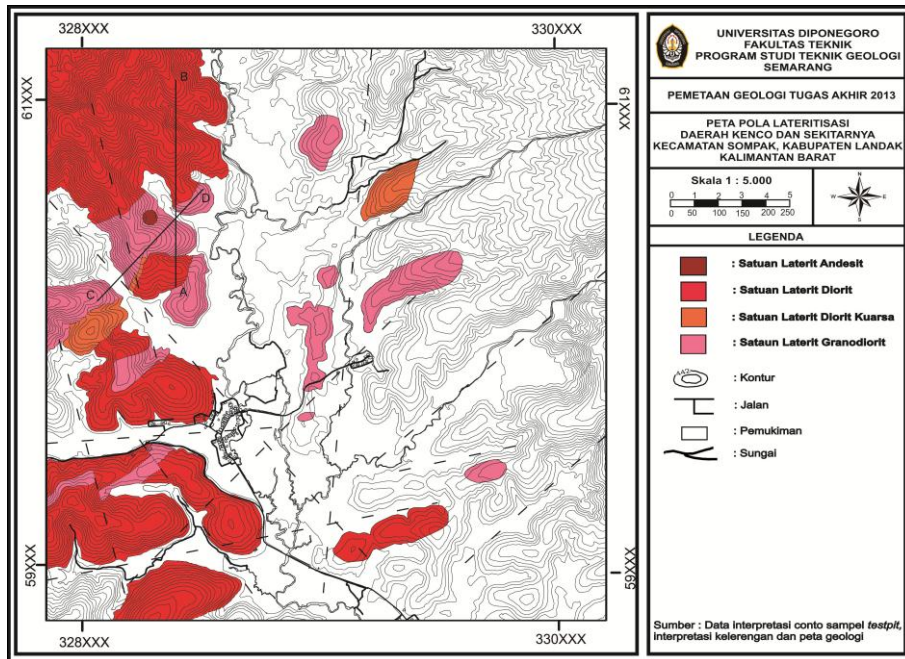 328XXX
330XXX
61XXX
61XXX
B
D
C
A
59XXX
59XXX
328XXX
330XXX
UNIVERSITAS DIPONEGORO
FAKULTAS TEKNIK
PROGRAM STUDI TEKNIK GEOLOGI
SEMARANG
PEMETAAN GEOLOGI TUGAS AKHIR 2013
PETA POLA LATERITISASI
DAERAH KENCO DAN SEKITARNYA
KECAMATAN SOMPAK, KABUPATEN LANDAK
KALIMANTAN BARAT
Skala 1 : 5.000
0 1 2 3 4 5
0 50 100 150 200 250
N
W E
S
LEGENDA
: Satuan Laterit Andesit
: Satuan Laterit Diorit
: Satuan Laterit Diorit Kuarsa
: Sataun Laterit Granodiorit
442
: Kontur
: Jalan
: Pemukiman
: Sungai
Sumber : Data interpretasi conto sampel testpit,
interpretasi kelerengan dan peta geologi